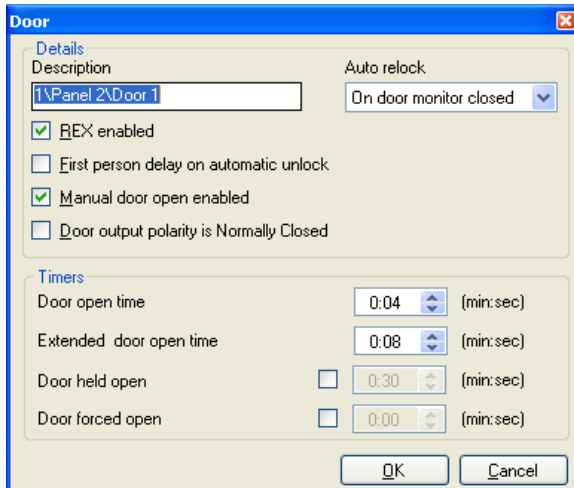 Door
Details
Description
Auto relock
1\Panel 2\Door 1
On door monitor closed
REX enabled
First person delay on automatic unlock
Manual door open enabled
Door output polarity is Normally Closed
Timers
Door open time 0:04 (min:sec)
Extended door open time 0:08 (min:sec)
Door held open 0:30 (min:sec)
Door forced open 0:00 (min:sec)
OK Cancel